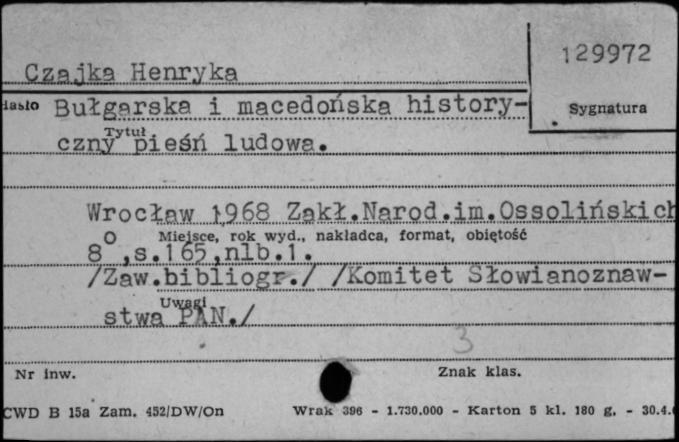 129972
Czajka Henryka
Hasło Bułgarska i macedońska history-
Sygnatura
Tytuł
czny pieśń ludowa.
Wrocław 1968 Zakł.Narod.im.Ossolińskich
Miejsce, rok wyd., nakładca, format, objętość
8°,s.165,nlb.1.
/Zaw.bibliogr./ /Komitet Słowianoznaw-
Uwagi
stwa PAN./
3
Nr inw.
Znak klas.
CWD B 15a Zam. 452/DW/On Wrak 396 - 1.730.000 - Karton 5 kl. 180 g. - 30.4.